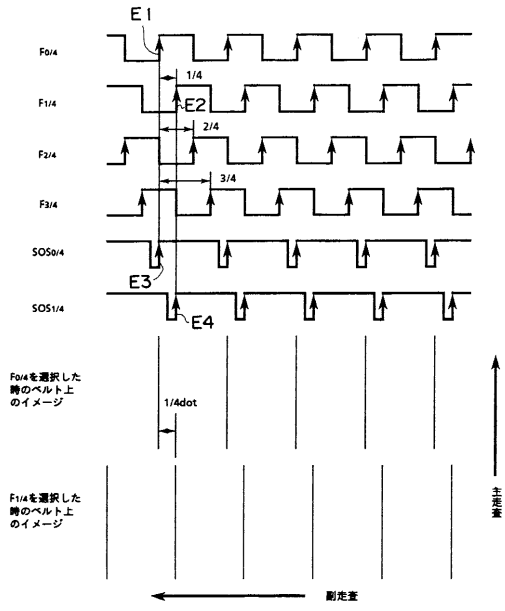 E1
F0/4
1/4
F1/4
E2
2/4
F2/4
3/4
F3/4
SOS0/4
E3
SOS1/4
E4
F0/4を選択した
時のベルト上
のイメージ
1/4dot
主走査
F1/4を選択した
時のベルト上
のイメージ
副走査